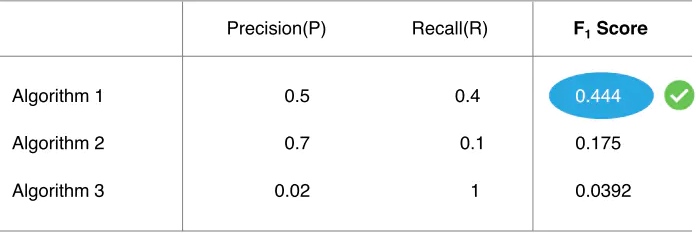 Precision(P) Recall(R) F₁ Score
Algorithm 1 0.5 0.4 0.444
Algorithm 2 0.7 0.1 0.175
Algorithm 3 0.02 1 0.0392